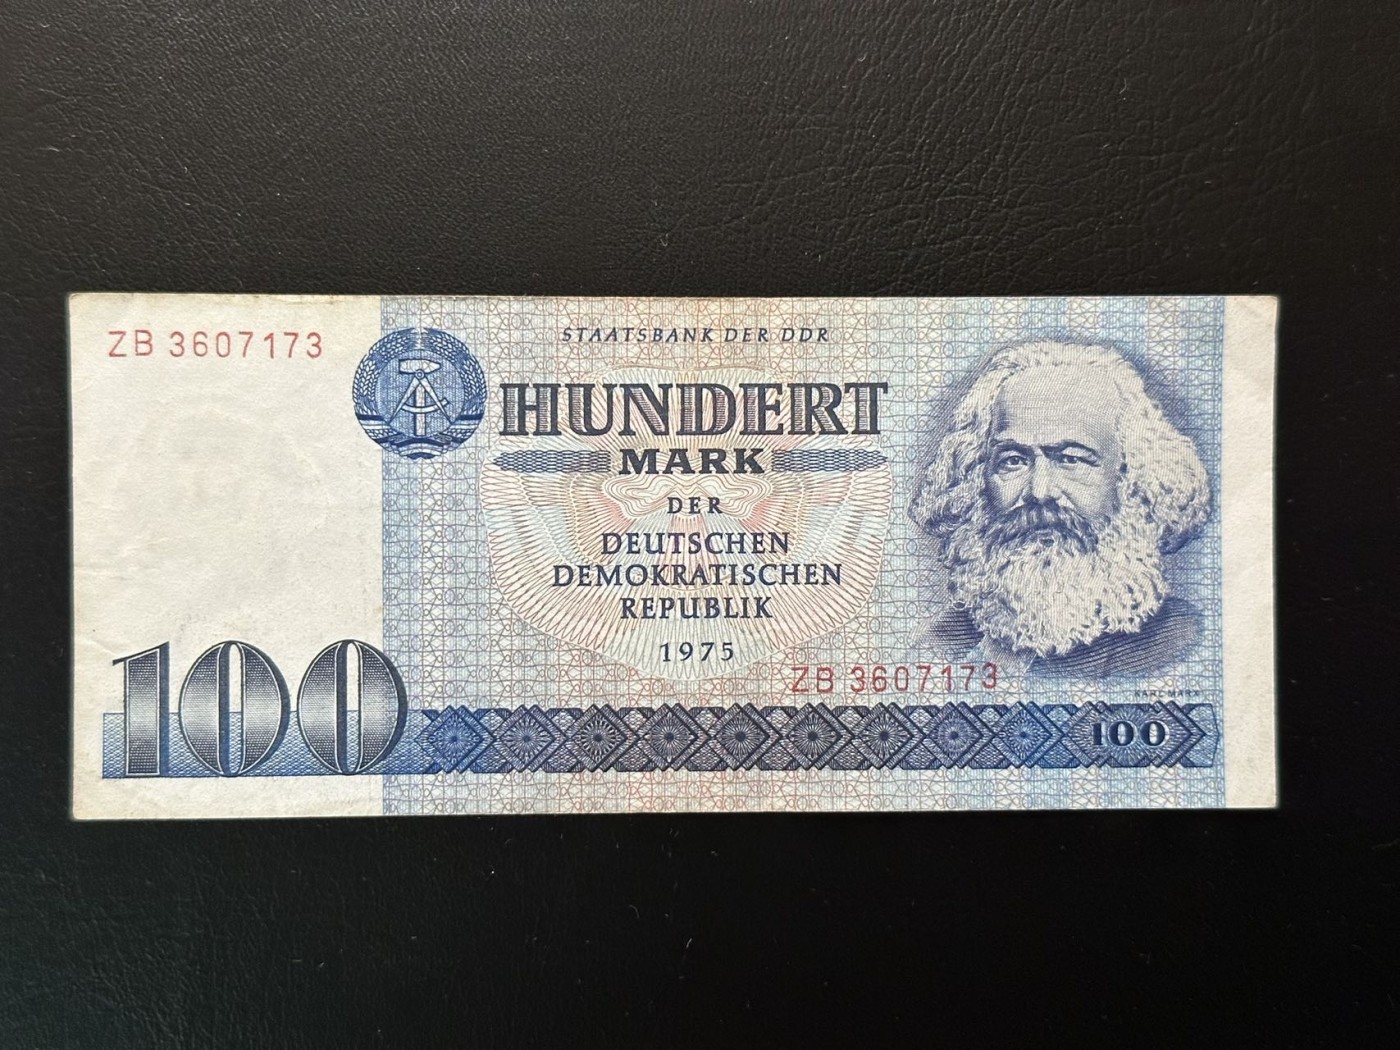 ZB 3607173
STAATSBANK DER DDR
HUNDERT
MARK
DER
DEUTSCHEN
DEMOKRATISCHEN
REPUBLIK
1975
ZB 3607173
KARL MARX
100
100